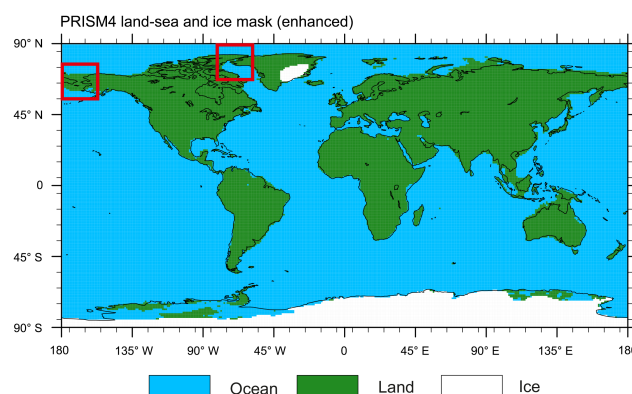 PRISM4 land-sea and ice mask (enhanced)
90° N
45° N
0
45° S
90° S
180 135° W 90° W 45° W 0 45° E 90° E 135° E 180
Ocean Land Ice